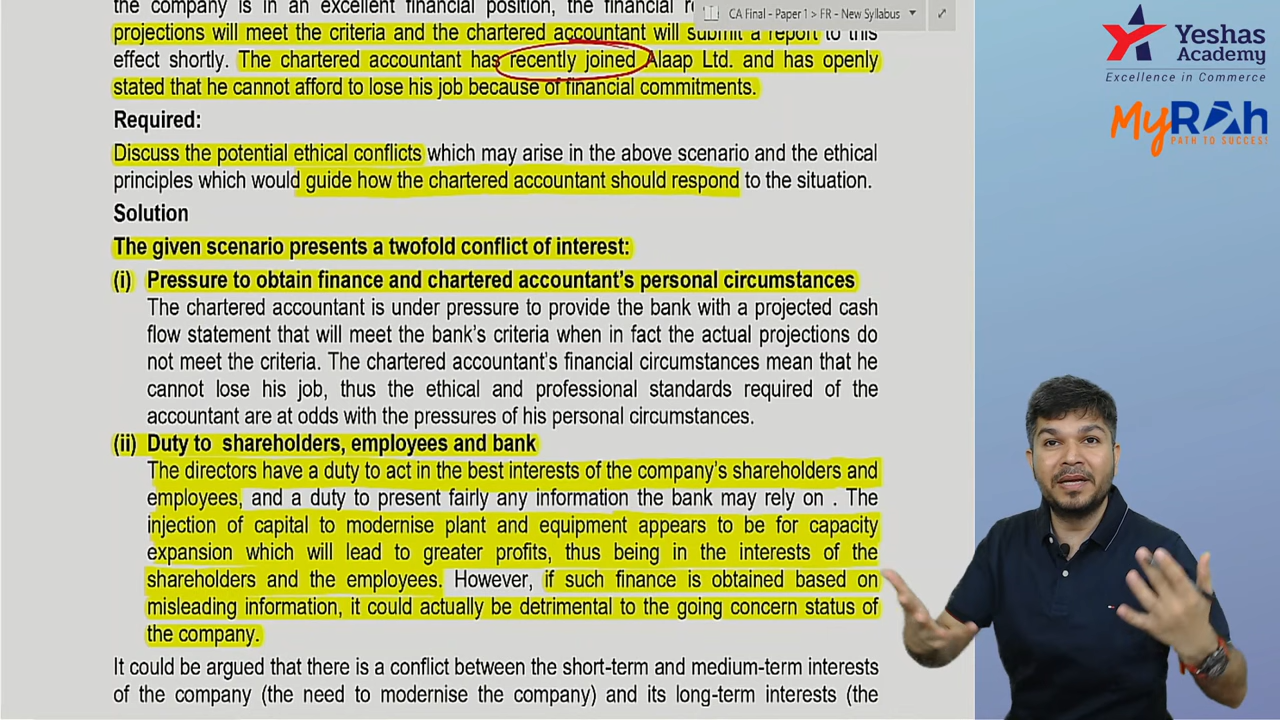 the company is in an excellent financial position, the financial
CA Final - Paper 1 > FR - New Syllabus
projections will meet the criteria and the chartered accountant will submit a report to this
effect shortly. The chartered accountant has recently joined Alaap Ltd. and has openly
stated that he cannot afford to lose his job because of financial commitments.
Required:
Discuss the potential ethical conflicts which may arise in the above scenario and the ethical
principles which would guide how the chartered accountant should respond to the situation.
Solution
The given scenario presents a twofold conflict of interest:
(i) Pressure to obtain finance and chartered accountant's personal circumstances
The chartered accountant is under pressure to provide the bank with a projected cash
flow statement that will meet the bank's criteria when in fact the actual projections do
not meet the criteria. The chartered accountant's financial circumstances mean that he
cannot lose his job, thus the ethical and professional standards required of the
accountant are at odds with the pressures of his personal circumstances.
(ii) Duty to shareholders, employees and bank
The directors have a duty to act in the best interests of the company's shareholders and
employees, and a duty to present fairly any information the bank may rely on . The
injection of capital to modernise plant and equipment appears to be for capacity
expansion which will lead to greater profits, thus being in the interests of the
shareholders and the employees. However, if such finance is obtained based on
misleading information, it could actually be detrimental to the going concern status of
the company.
It could be argued that there is a conflict between the short-term and medium-term interests
of the company (the need to modernise the company) and its long-term interests (the
Yeshas
Academy
Excellence in Commerce
MyRAh
PATH TO SUCCESS!